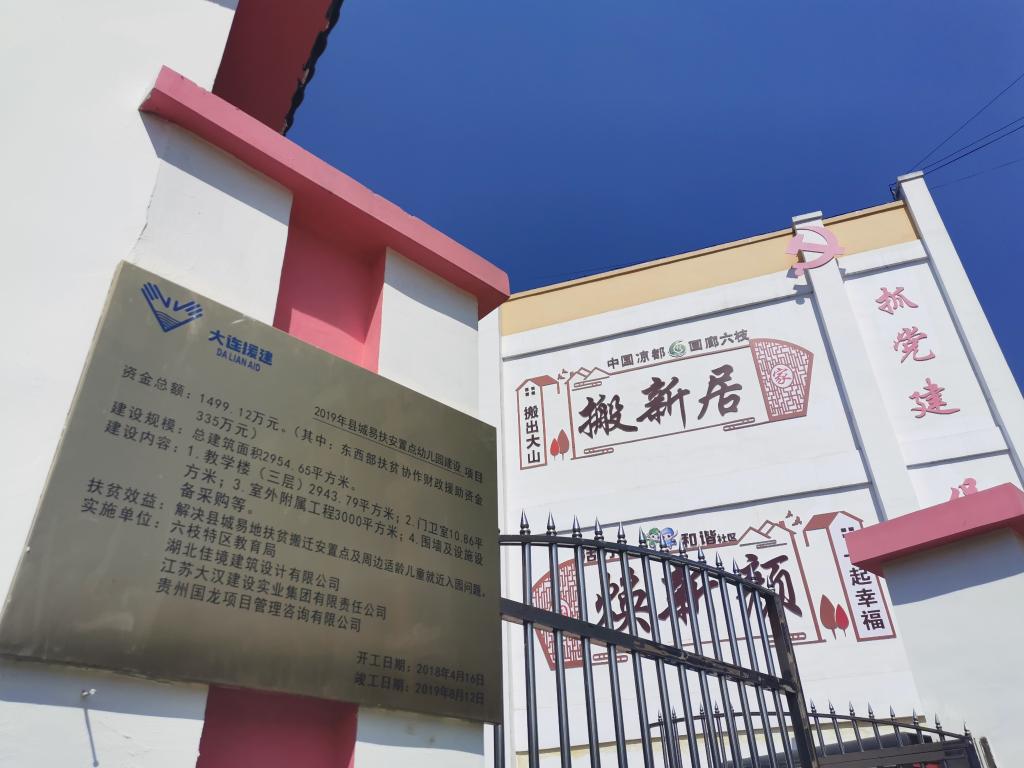 大连援建
DA LIAN AID
2019年县城易扶安置点幼儿园建设 项目
资金总额：1499.12万元。（其中：东西部扶贫协作财政援助资金
335万元）
建设规模：总建筑面积2954.65平方米。
建设内容：1.教学楼（三层）2943.79平方米；2.门卫室10.86平
方米；3.室外附属工程3000平方米；4.围墙及设施设
备采购等。
扶贫效益：解决县城易地扶贫搬迁安置点及周边适龄儿童就近入园问题。
实施单位：六枝特区教育局
湖北佳境建筑设计有限公司
江苏大汉建设实业集团有限责任公司
贵州国龙项目管理咨询有限公司
开工日期：2018年4月16日
竣工日期：2019年8月12日
中国凉都 画廊六枝
搬出大山
搬新居
家
和谐社区
焕新颜
一起幸福
抓党建